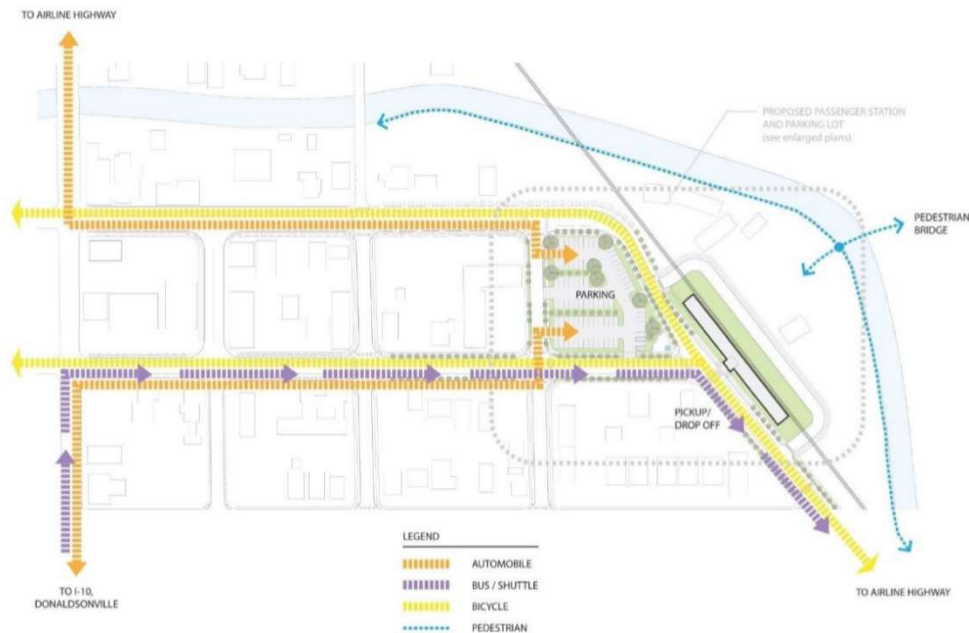 TO AIRLINE HIGHWAY
PROPOSED PASSENGER STATION
AND PARKING LOT
(see enlarged plans)
PEDESTRIAN
BRIDGE
PARKING
PICKUP/
DROP OFF
LEGEND
AUTOMOBILE
BUS / SHUTTLE
BICYCLE
PEDESTRIAN
TO I-10,
DONALDSONVILLE
TO AIRLINE HIGHWAY